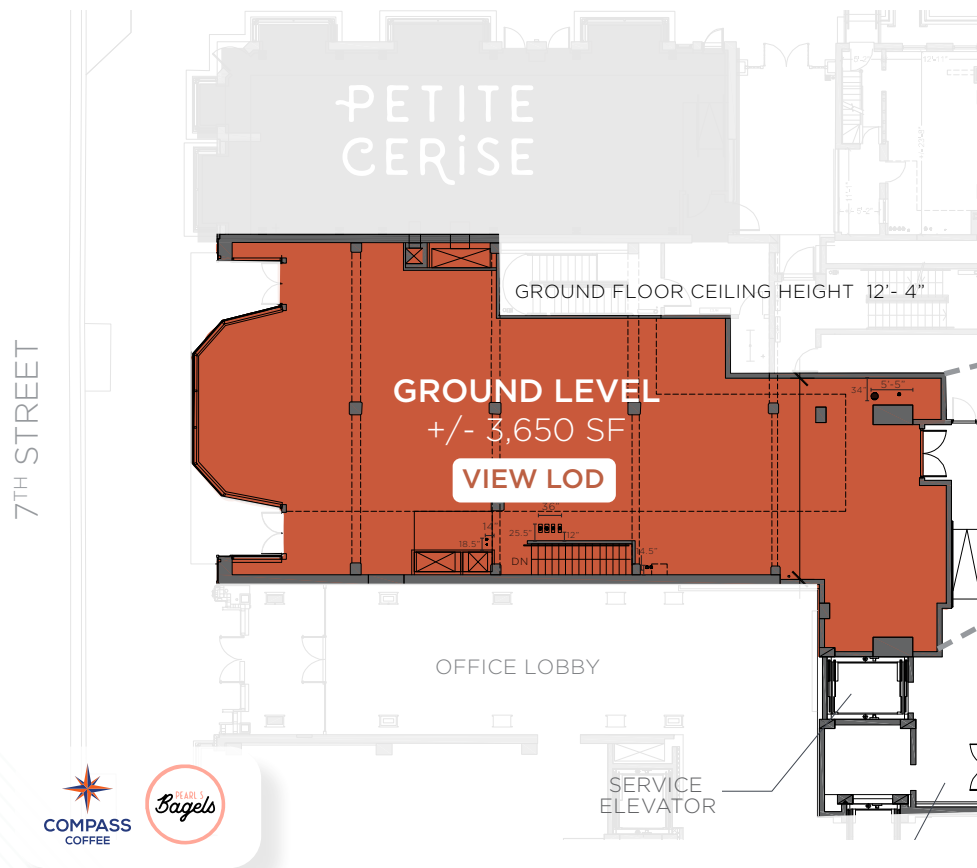 PETITE
CERiSE
GROUND FLOOR CEILING HEIGHT 12'- 4"
7TH STREET
GROUND LEVEL
+/- 3,650 SF
VIEW LOD
34"
5'-5"
36"
14"
25.5"
12"
18.5"
DN
14.5"
OFFICE LOBBY
SERVICE
ELEVATOR
COMPASS
COFFEE
PEARL'S
Bagels